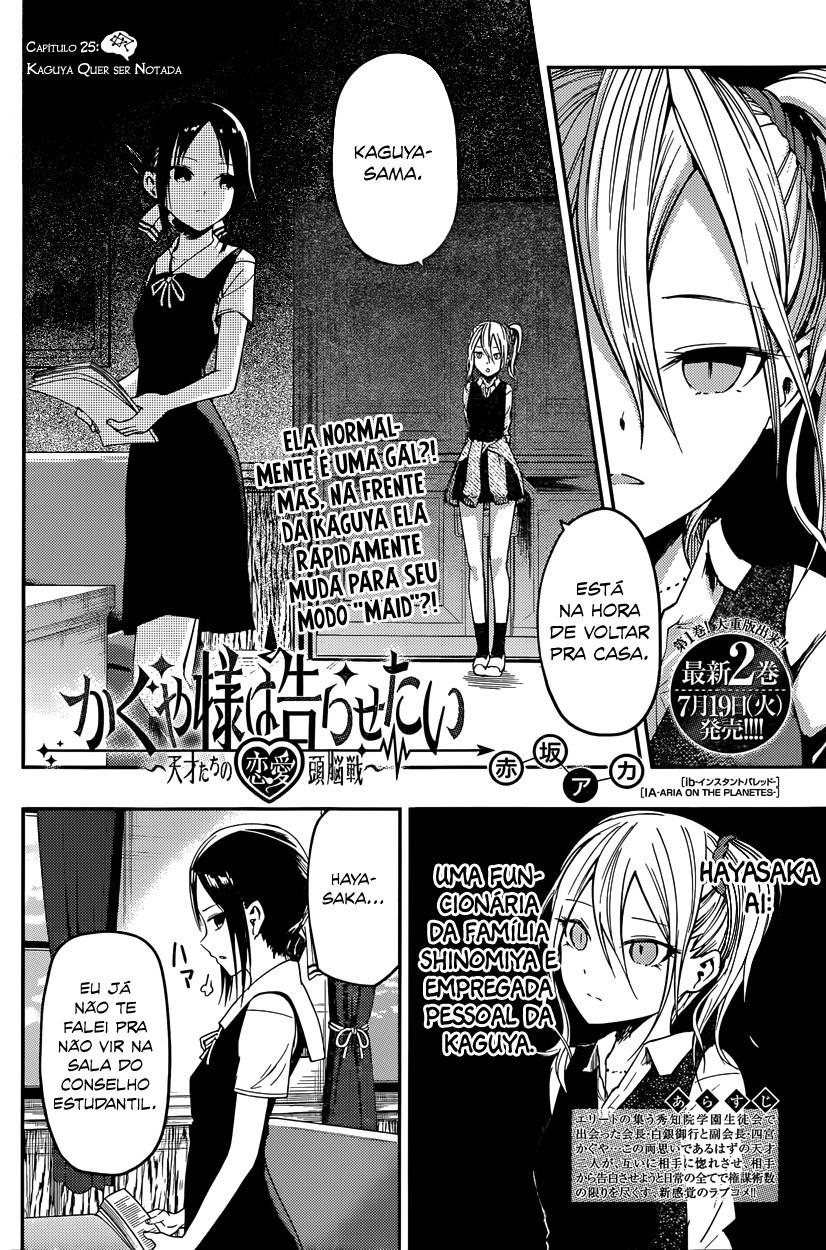 CAPÍTULO 25:
KAGUYA QUER SER NOTADA
KAGUYA-
SAMA.
ESTÁ
NA HORA
DE VOLTAR
PRA CASA.
ELA NORMAL-
MENTE É UMA GAL?!
MAS, NA FRENTE
DA KAGUYA ELA
RAPIDAMENTE
MUDA PARA SEU
MODO "MAID"?!
第1巻!大重版出来!!
最新2巻
7月19日(火)
発売!!!!
かぐや様は告らせたい
~天才たちの恋愛頭脳戦~
赤坂アカ
[ib-インスタントバレット-]
[IA-ARIA ON THE PLANETES-]
HAYASAKA
AI:
UMA FUN-
CIONÁRIA
DA FAMÍLIA
SHINOMIYA E
EMPREGADA
PESSOAL DA
KAGUYA.
あらすじ
エリートの集う秀知院学園生徒会で
出会った会長・白銀御行と副会長・四宮
かぐや…この両思いであるはずの天才
二人が、互いに相手に惚れさせ、相手
から告白させようと日常の全てで権謀術数
の限りを尽くす、新感覚のラブコメ!!
HAYA-
SAKA...
ハァ
EU JÁ
NÃO TE
FALEI PRA
NÃO VIR NA
SALA DO
CONSELHO
ESTUDANTIL.